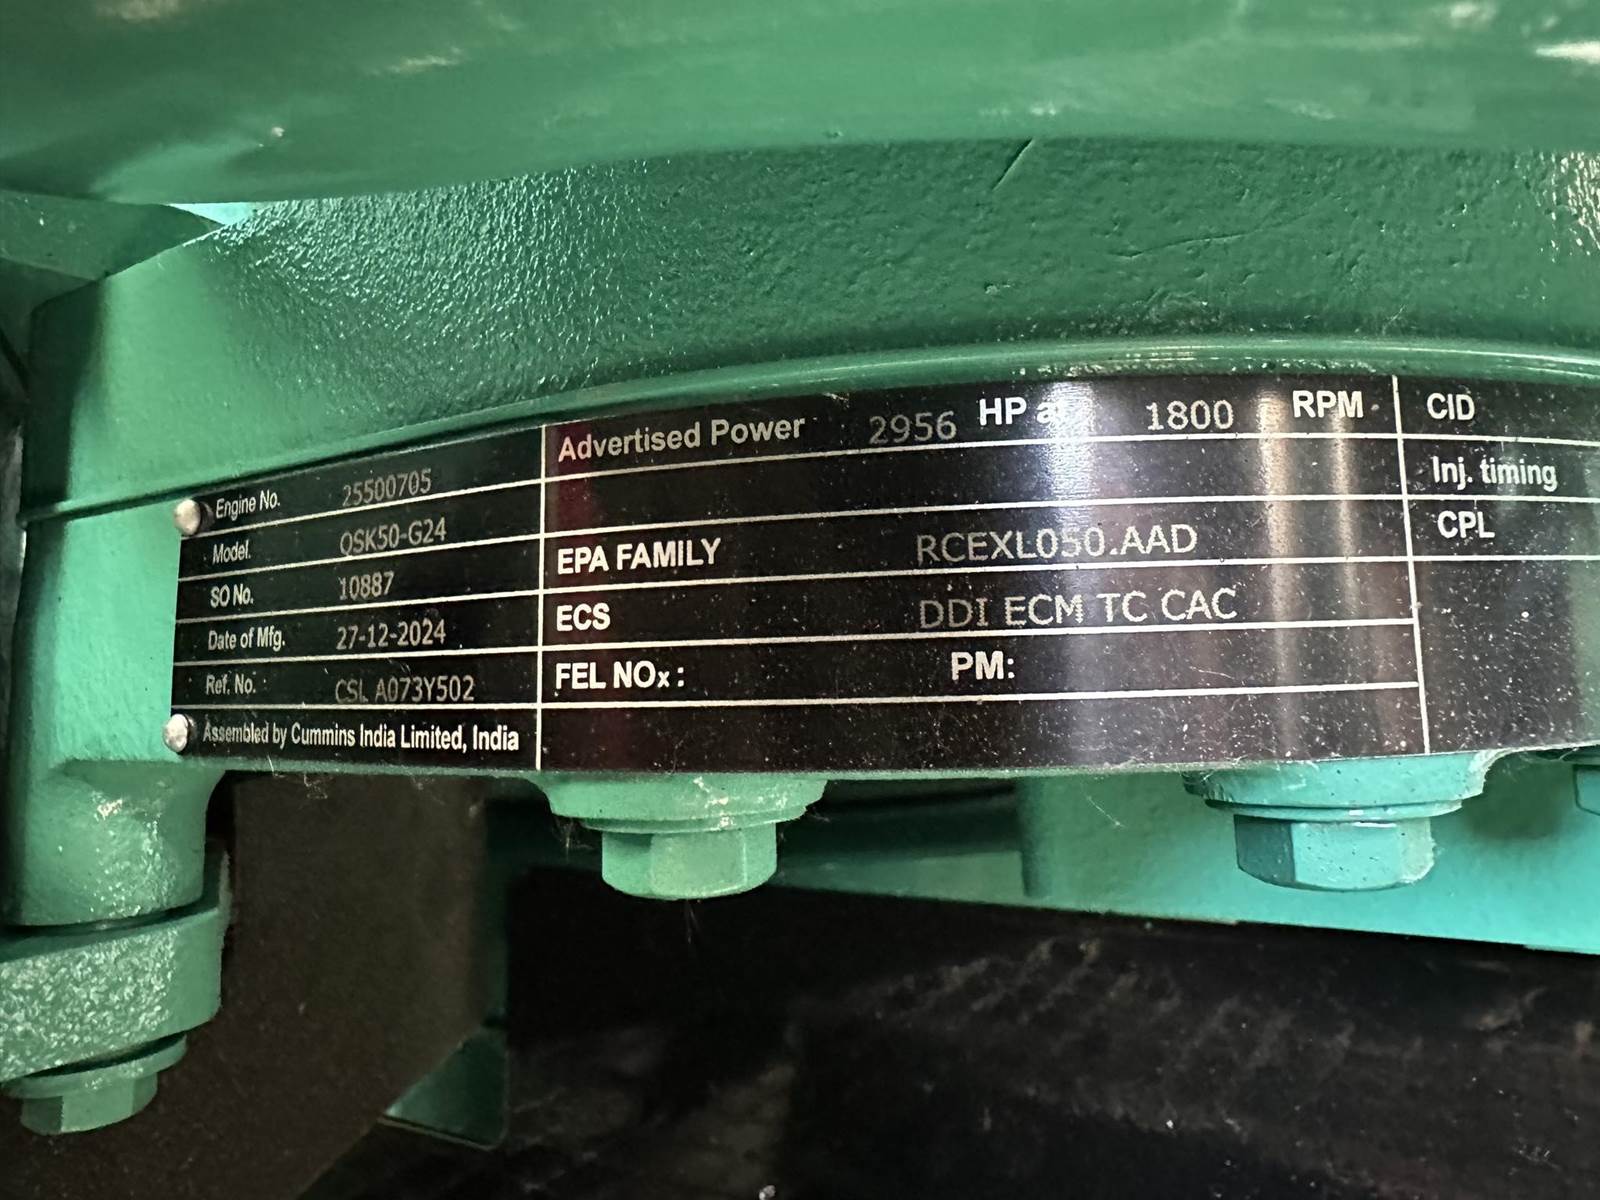 Engine No. 25500705
Model. QSK50-G24
SO No. 10887
Date of Mfg. 27-12-2024
Ref. No. CSL A073Y502
Assembled by Cummins India Limited, India
Advertised Power 2956 HP at 1800 RPM
EPA FAMILY RCEXL050.AAD
ECS DDI ECM TC CAC
FEL NOx: PM:
CID
Inj. timing
CPL